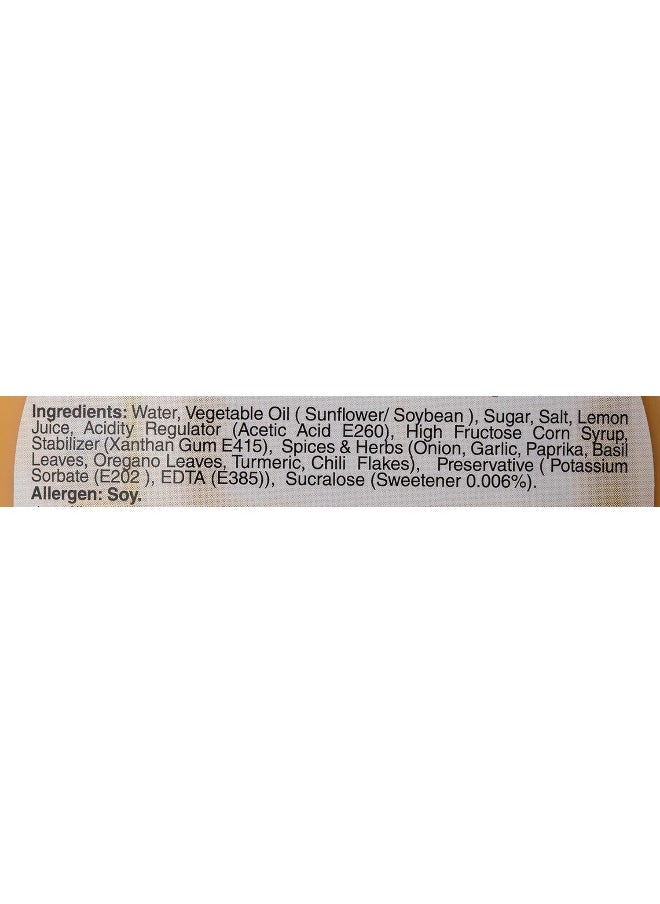 Ingredients: Water, Vegetable Oil ( Sunflower/ Soybean ), Sugar, Salt, Lemon
Juice, Acidity Regulator (Acetic Acid E260), High Fructose Corn Syrup,
Stabilizer (Xanthan Gum E415), Spices & Herbs (Onion, Garlic, Paprika, Basil
Leaves, Oregano Leaves, Turmeric, Chili Flakes), Preservative ( Potassium
Sorbate (E202 ), EDTA (E385)), Sucralose (Sweetener 0.006%).
Allergen: Soy.